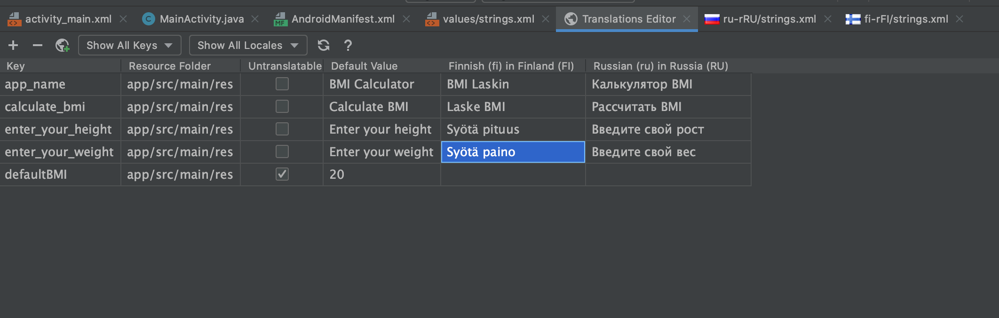 activity_main.xml MainActivity.java AndroidManifest.xml values/strings.xml Translations Editor ru-rRU/strings.xml fi-rFI/strings.xml
Show All Keys Show All Locales ?
Key Resource Folder Untranslatable Default Value Finnish (fi) in Finland (FI) Russian (ru) in Russia (RU)
app_name app/src/main/res BMI Calculator BMI Laskin Калькулятор BMI
calculate_bmi app/src/main/res Calculate BMI Laske BMI Рассчитать BMI
enter_your_height app/src/main/res Enter your height Syötä pituus Введите свой рост
enter_your_weight app/src/main/res Enter your weight Syötä paino Введите свой вес
defaultBMI app/src/main/res 20